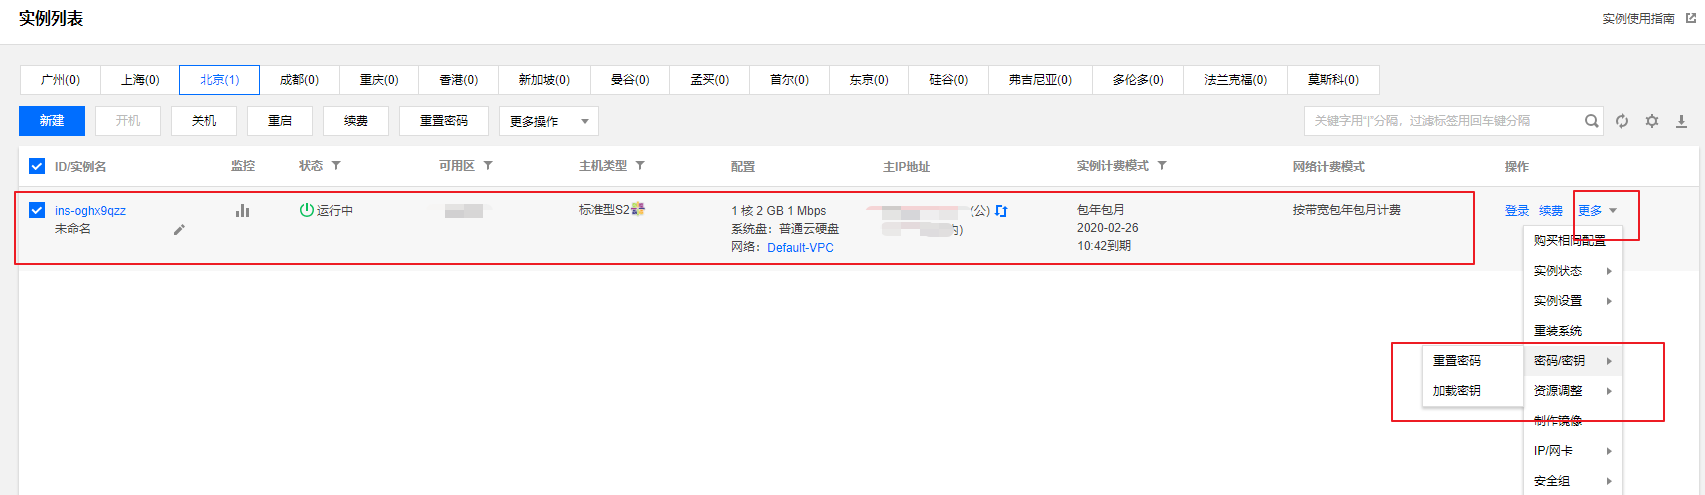 实例列表
实例使用指南
广州(0) 上海(0) 北京(1) 成都(0) 重庆(0) 香港(0) 新加坡(0) 曼谷(0) 孟买(0) 首尔(0) 东京(0) 硅谷(0) 弗吉尼亚(0) 多伦多(0) 法兰克福(0) 莫斯科(0)
新建 开机 关机 重启 续费 重置密码 更多操作 关键字用"|"分隔，过滤标签用回车键分隔
ID/实例名 监控 状态 可用区 主机类型 配置 主IP地址 实例计费模式 网络计费模式 操作
ins-oghx9qzz 运行中 标准型S2 1 核 2 GB 1 Mbps (公) 包年包月 按带宽包年包月计费 登录 续费 更多
未命名 系统盘：普通云硬盘 内) 2020-02-26
网络：Default-VPC 10:42到期
购买相同配置
实例状态
实例设置
重装系统
重置密码 密码/密钥
加载密钥 资源调整
制作镜像
IP/网卡
安全组